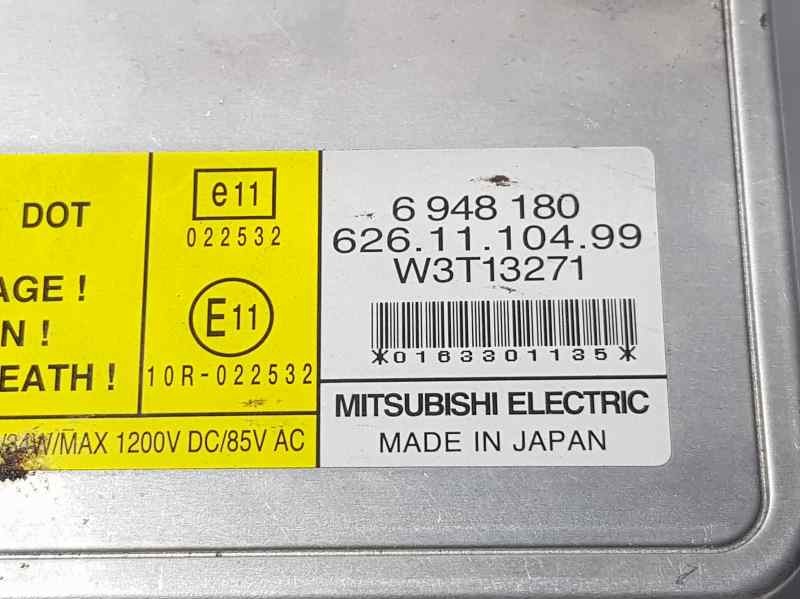 DOT
AGE !
N !
EATH !
/34W/MAX 1200V DC/85V AC
e11
022532
E11
10R-022532
6 948 180
626.11.104.99
W3T13271
*0163301135*
MITSUBISHI ELECTRIC
MADE IN JAPAN